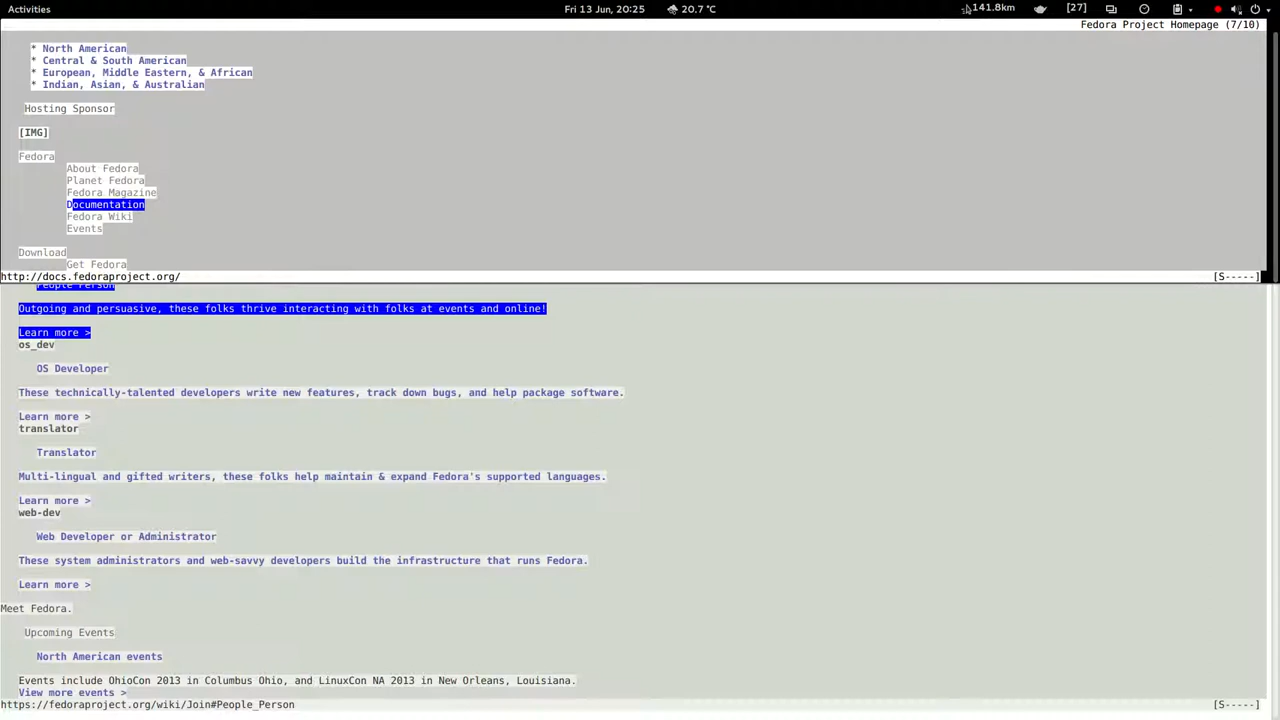 Activities
Fri 13 Jun, 20:25
20.7 °C
141.8km
[27]
Fedora Project Homepage (7/10)
* North American
* Central & South American
* European, Middle Eastern, & African
* Indian, Asian, & Australian
Hosting Sponsor
[IMG]
Fedora
About Fedora
Planet Fedora
Fedora Magazine
Documentation
Fedora Wiki
Events
Download
Get Fedora
http://docs.fedoraproject.org/
[S-----]
People Person
Outgoing and persuasive, these folks thrive interacting with folks at events and online!
Learn more >
os_dev
OS Developer
These technically-talented developers write new features, track down bugs, and help package software.
Learn more >
translator
Translator
Multi-lingual and gifted writers, these folks help maintain & expand Fedora's supported languages.
Learn more >
web-dev
Web Developer or Administrator
These system administrators and web-savvy developers build the infrastructure that runs Fedora.
Learn more >
Meet Fedora.
Upcoming Events
North American events
Events include OhioCon 2013 in Columbus Ohio, and LinuxCon NA 2013 in New Orleans, Louisiana.
View more events >
https://fedoraproject.org/wiki/Join#People_Person
[S-----]